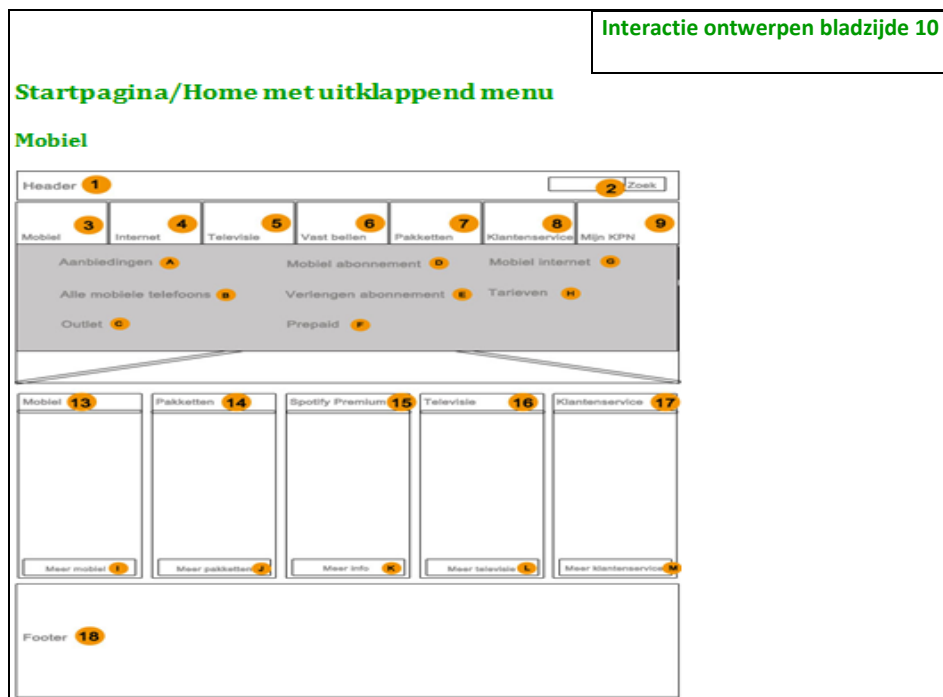 Interactie ontwerpen bladzijde 10
Startpagina/Home met uitklappend menu
Mobiel
Header 1 2 Zoek
Mobiel 3 Internet 4 Televisie 5 Vast bellen 6 Pakketten 7 Klantenservice 8 Mijn KPN 9
Aanbiedingen A Mobiel abonnement D Mobiel internet G
Alle mobiele telefoons B Verlengen abonnement E Tarieven H
Outlet C Prepaid F
Mobiel 13 Pakketten 14 Spotify Premium 15 Televisie 16 Klantenservice 17
Meer mobiel I Meer pakketten J Meer info K Meer televisie L Meer klantenservice M
Footer 18